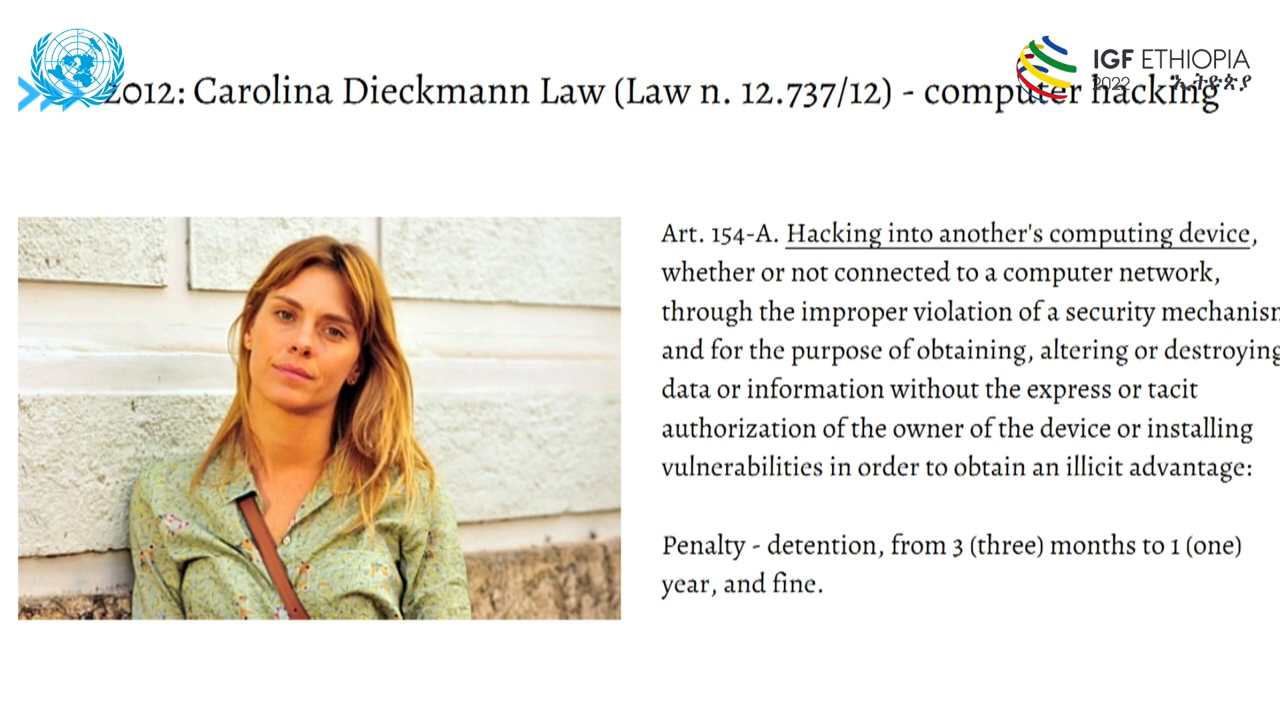 IGF ETHIOPIA
2022 ኢትዮጵያ
2012: Carolina Dieckmann Law (Law n. 12.737/12) - computer hacking
Art. 154-A. Hacking into another's computing device,
whether or not connected to a computer network,
through the improper violation of a security mechanism
and for the purpose of obtaining, altering or destroying
data or information without the express or tacit
authorization of the owner of the device or installing
vulnerabilities in order to obtain an illicit advantage:
Penalty - detention, from 3 (three) months to 1 (one)
year, and fine.